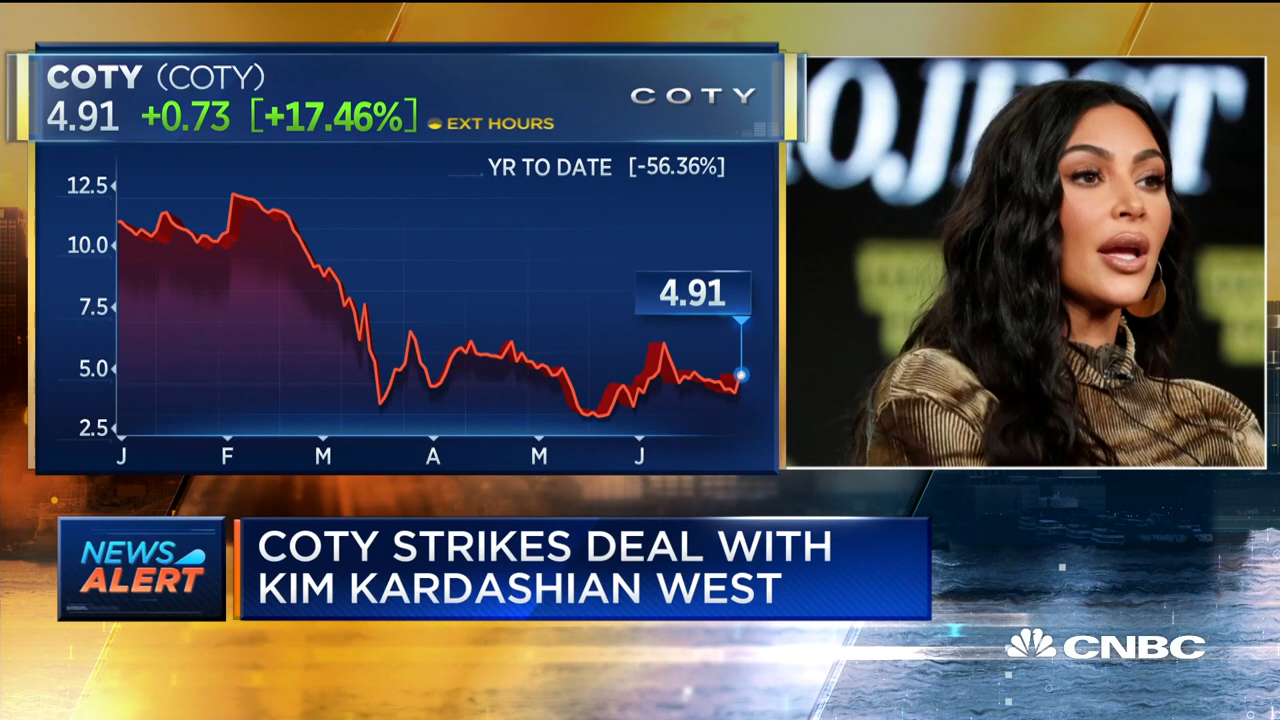 COTY (COTY)
4.91 +0.73 [+17.46%] EXT HOURS
COTY
YR TO DATE [-56.36%]
12.5
10.0
7.5
5.0
2.5
4.91
J F M A M J
OJECT
NEWS
ALERT
COTY STRIKES DEAL WITH
KIM KARDASHIAN WEST
CNBC